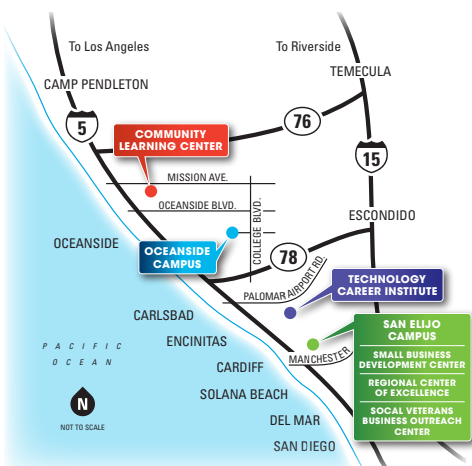 To Los Angeles
To Riverside
TEMECULA
CAMP PENDLETON
5
76
COMMUNITY
LEARNING CENTER
15
MISSION AVE.
OCEANSIDE BLVD.
COLLEGE BLVD.
ESCONDIDO
OCEANSIDE
OCEANSIDE
CAMPUS
78
PALOMAR AIRPORT RD.
TECHNOLOGY
CAREER INSTITUTE
CARLSBAD
SAN ELIJO
CAMPUS
SMALL BUSINESS
DEVELOPMENT CENTER
REGIONAL CENTER
OF EXCELLENCE
SOCAL VETERANS
BUSINESS OUTREACH
CENTER
ENCINITAS
PACIFIC
OCEAN
MANCHESTER
CARDIFF
SOLANA BEACH
N
NOT TO SCALE
DEL MAR
SAN DIEGO